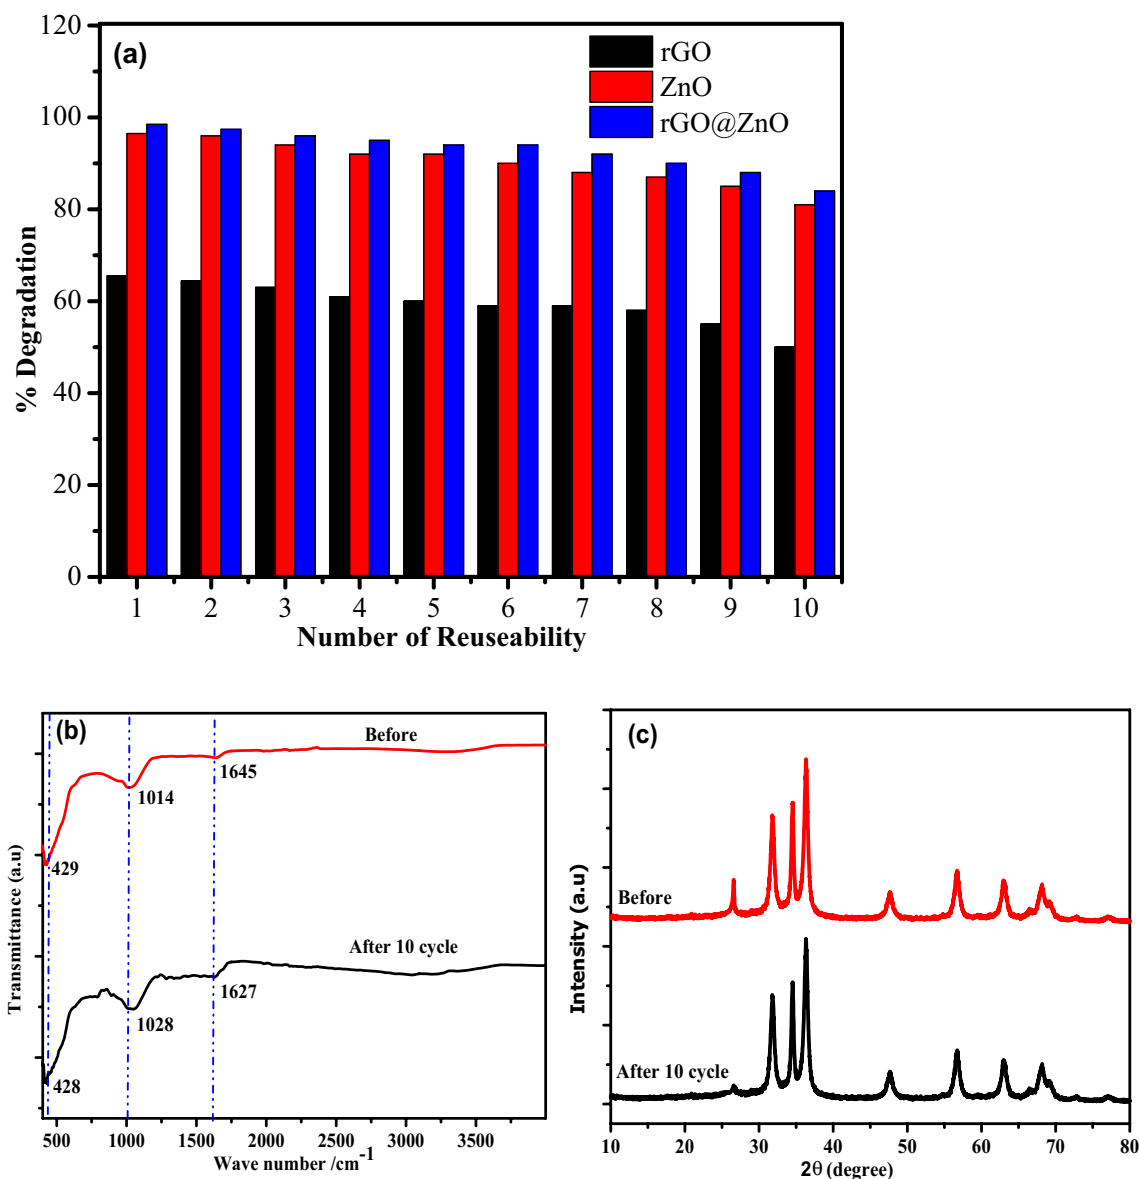 (a)
rGO
ZnO
rGO@ZnO
120
100
80
60
40
20
0
% Degradation
1 2 3 4 5 6 7 8 9 10
Number of Reuseability
(b)
Before
1645
1014
429
After 10 cycle
1627
1028
428
Transmittance (a.u)
500 1000 1500 2000 2500 3000 3500
Wave number /cm-1
(c)
Before
After 10 cycle
Intensity (a.u)
10 20 30 40 50 60 70 80
2θ (degree)